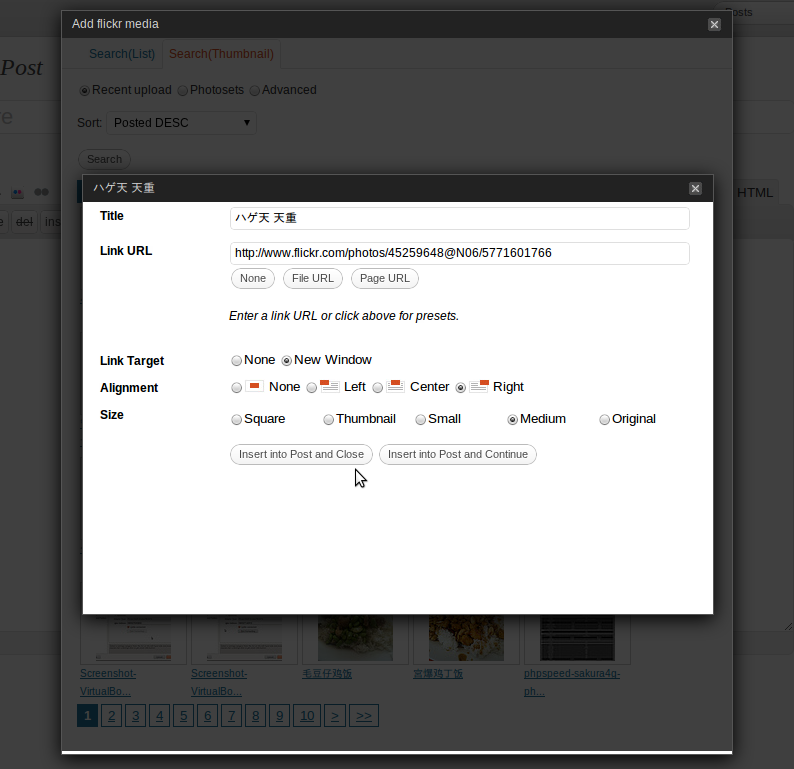 Add flickr media
Posts
Search(List) Search(Thumbnail)
Post
Recent upload Photosets Advanced
Sort: Posted DESC
Search
HTML
del ins
ハゲ天 天重
Title ハゲ天 天重
Link URL http://www.flickr.com/photos/45259648@N06/5771601766
None File URL Page URL
Enter a link URL or click above for presets.
Link Target None New Window
Alignment None Left Center Right
Size Square Thumbnail Small Medium Original
Insert into Post and Close Insert into Post and Continue
Screenshot- Screenshot- 毛豆仔鸡饭 宫爆鸡丁饭 phpspeed-sakura4g-
VirtualBo... VirtualBo... ph...
1 2 3 4 5 6 7 8 9 10 > >>